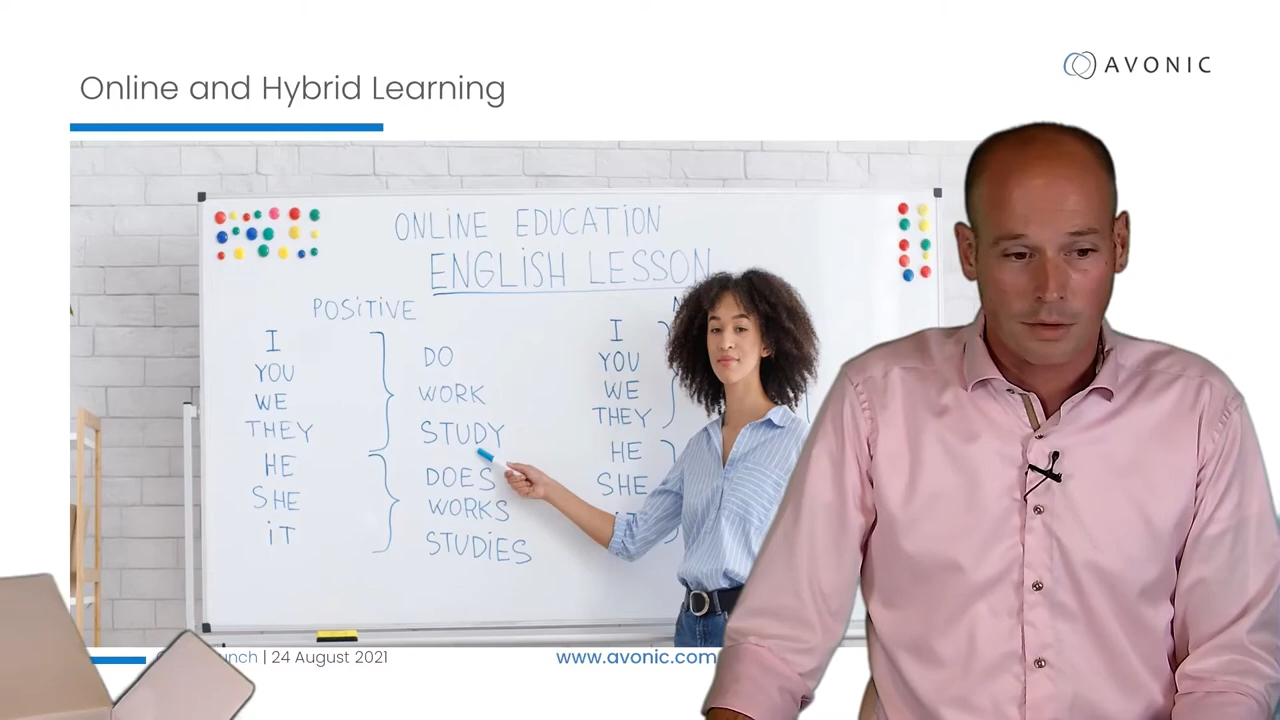 Online and Hybrid Learning
AVONIC
ONLINE EDUCATION
ENGLISH LESSON
POSITIVE
I
YOU
WE
THEY
HE
SHE
IT
DO
WORK
STUDY
DOES
WORKS
STUDIES
I
YOU
WE
THEY
HE
SHE
| 24 August 2021
www.avonic.com